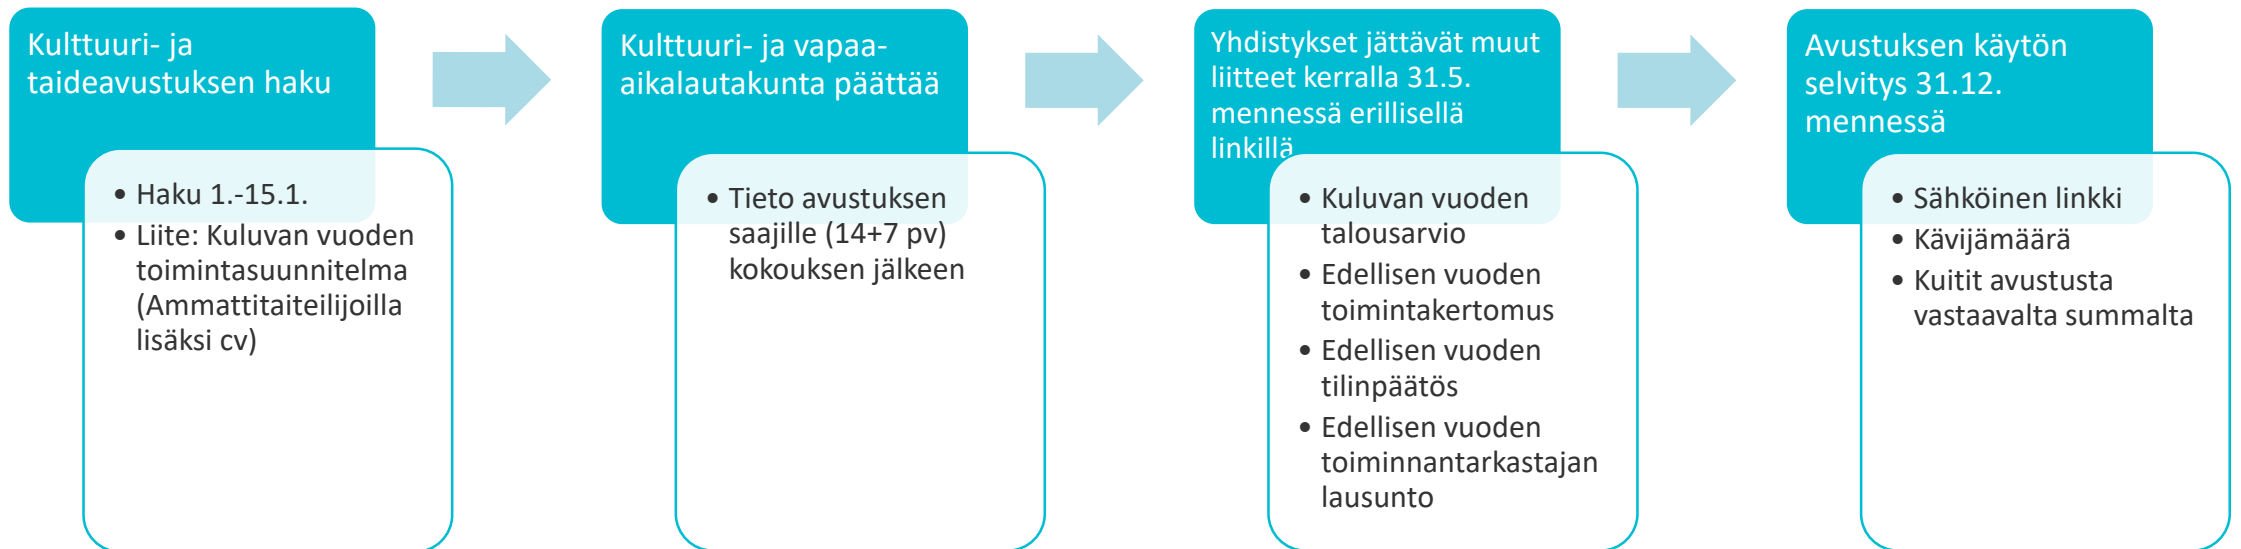 Kulttuuri- ja
taideavustuksen haku
• Haku 1.-15.1.
• Liite: Kuluvan vuoden
toimintasuunnitelma
(Ammattitaiteilijoilla
lisäksi cv)
Kulttuuri- ja vapaa-
aikalautakunta päättää
• Tieto avustuksen
saajille (14+7 pv)
kokouksen jälkeen
Yhdistykset jättävät muut
liitteet kerralla 31.5.
mennessä erillisellä
linkillä
• Kuluvan vuoden
talousarvio
• Edellisen vuoden
toimintakertomus
• Edellisen vuoden
tilinpäätös
• Edellisen vuoden
toiminnantarkastajan
lausunto
Avustuksen käytön
selvitys 31.12.
mennessä
• Sähköinen linkki
• Kävijämäärä
• Kuitit avustusta
vastaavalta summalta